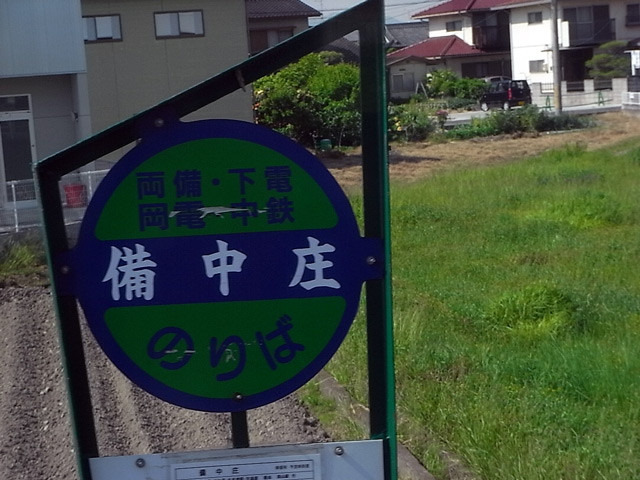 両備・下電
岡電・中鉄
備中庄
のりば
備中庄